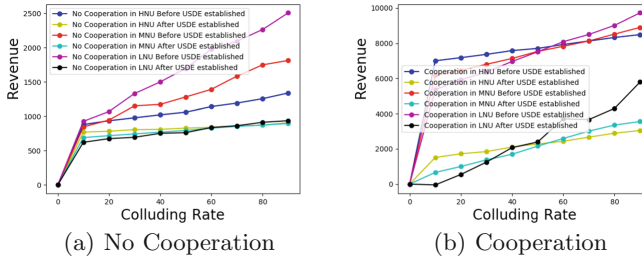 No Cooperation in HNU Before USDE established
No Cooperation in HNU After USDE established
No Cooperation in MNU Before USDE established
No Cooperation in MNU After USDE established
No Cooperation in LNU Before USDE established
No Cooperation in LNU After USDE established
2500
2000
1500
1000
500
0
Revenue
0 20 40 60 80
Colluding Rate
(a) No Cooperation
Cooperation in HNU Before USDE established
Cooperation in HNU After USDE established
Cooperation in MNU Before USDE established
Cooperation in MNU After USDE established
Cooperation in LNU Before USDE established
Cooperation in LNU After USDE established
10000
8000
6000
4000
2000
0
Revenue
0 20 40 60 80
Colluding Rate
(b) Cooperation